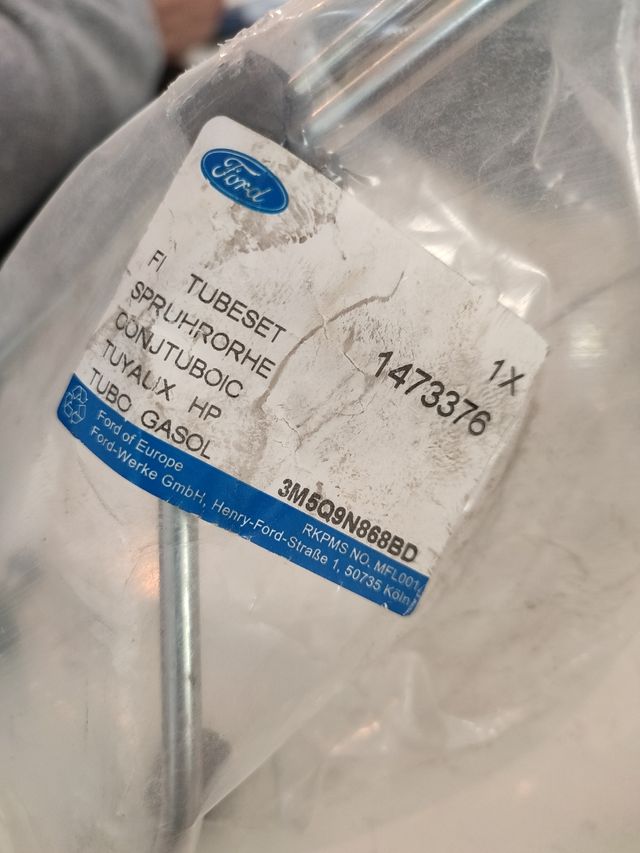 Ford
FI TUBESET
SPRUHRORHE
CONJTUBOIC
TUYAUX HP
TUBO GASOL
1X
1473376
3M5Q9N868BD
RKPMS NO. MFL001
Ford of Europe
Ford-Werke GmbH, Henry-Ford-Straße 1, 50735 Köln